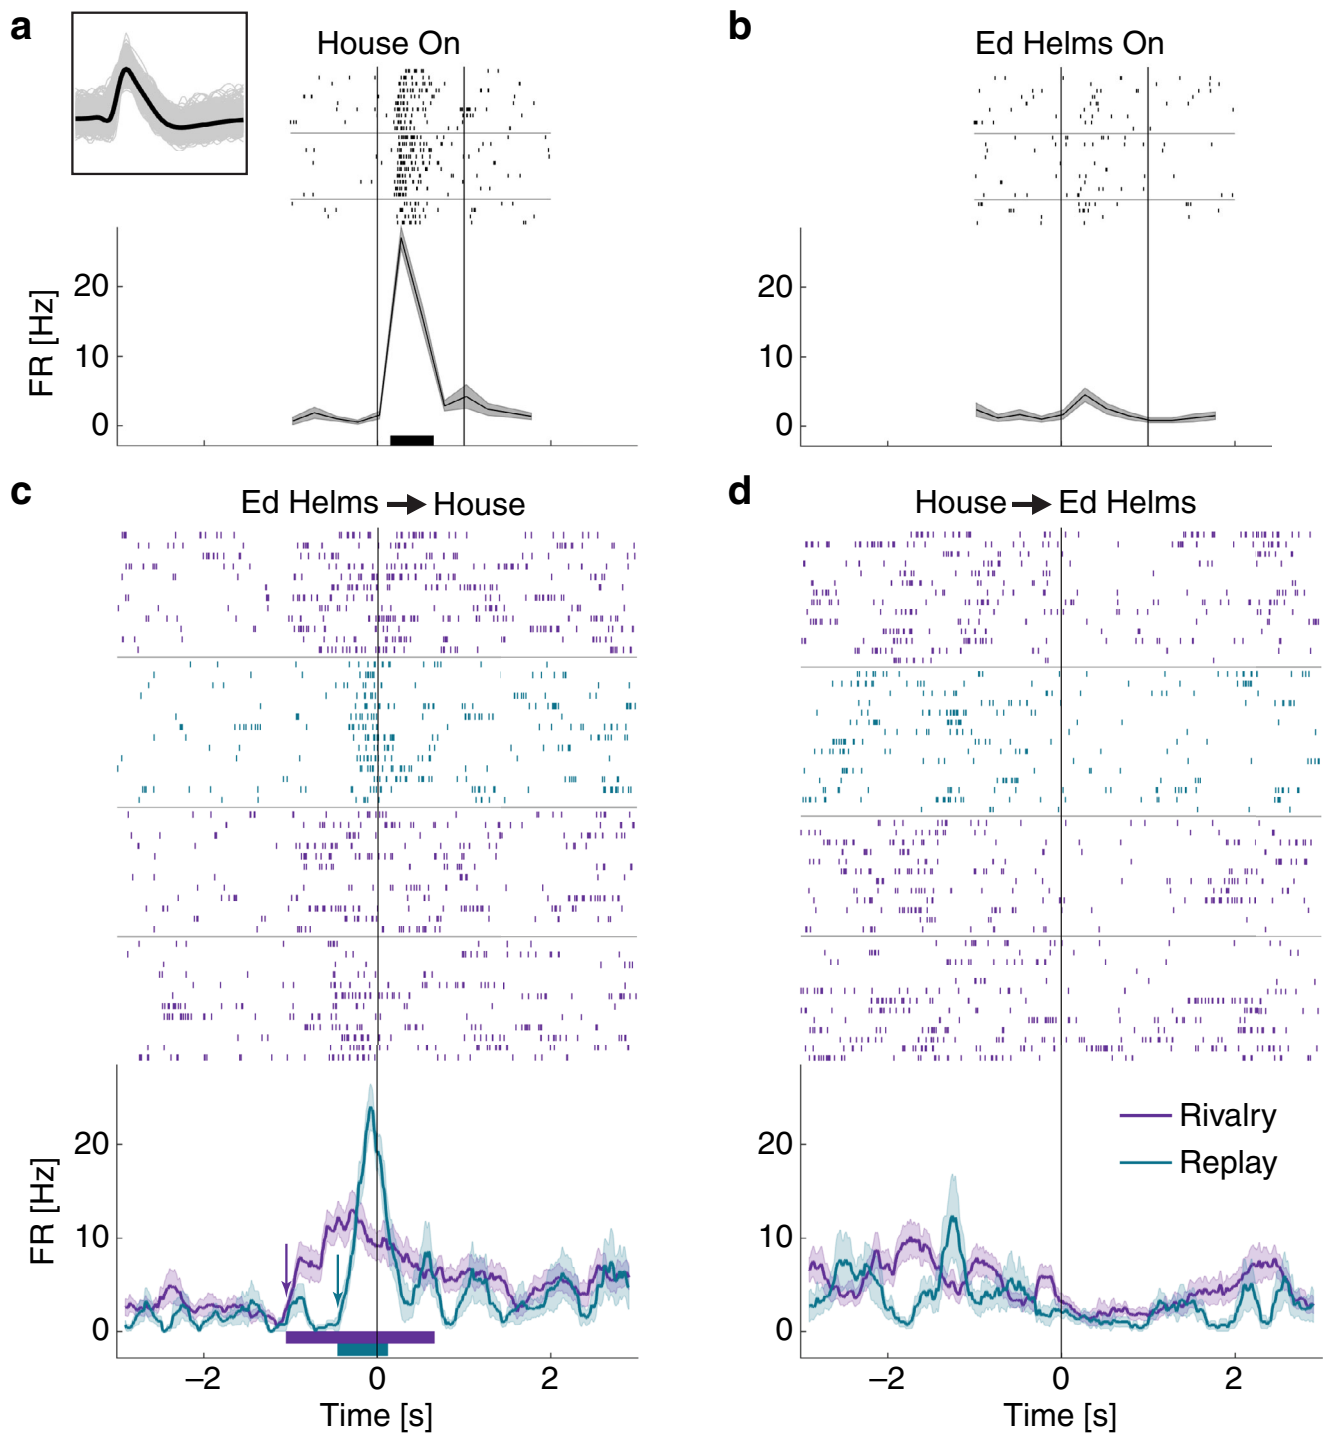 a
House On
FR [Hz]
20
10
0
b
Ed Helms On
20
10
0
c
Ed Helms → House
FR [Hz]
20
10
0
–2
0
2
Time [s]
d
House → Ed Helms
Rivalry
Replay
20
10
0
–2
0
2
Time [s]